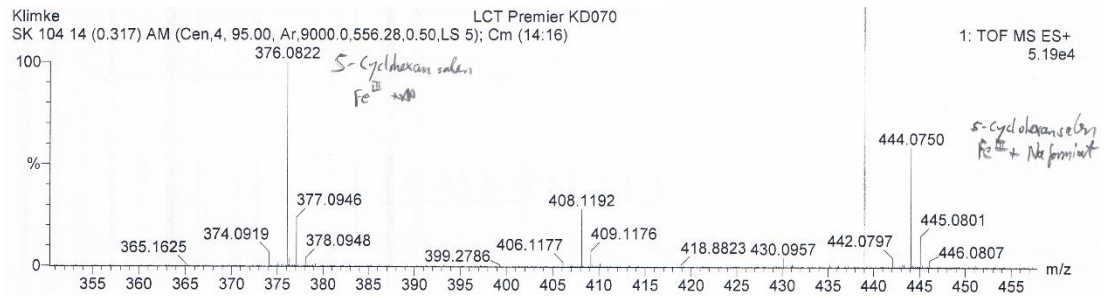 Klimke
LCT Premier KD070
SK 104 14 (0.317) AM (Cen,4, 95.00, Ar,9000.0,556.28,0.50,LS 5); Cm (14:16)
1: TOF MS ES+
5.19e4
100
376.0822
5-Cyclohexansalen
Fe III
444.0750
5-cyclohexansalen
Fe III + Na formiat
%
377.0946
408.1192
445.0801
365.1625
374.0919
378.0948
399.2786
406.1177
409.1176
418.8823
430.0957
442.0797
446.0807
0
m/z
355 360 365 370 375 380 385 390 395 400 405 410 415 420 425 430 435 440 445 450 455